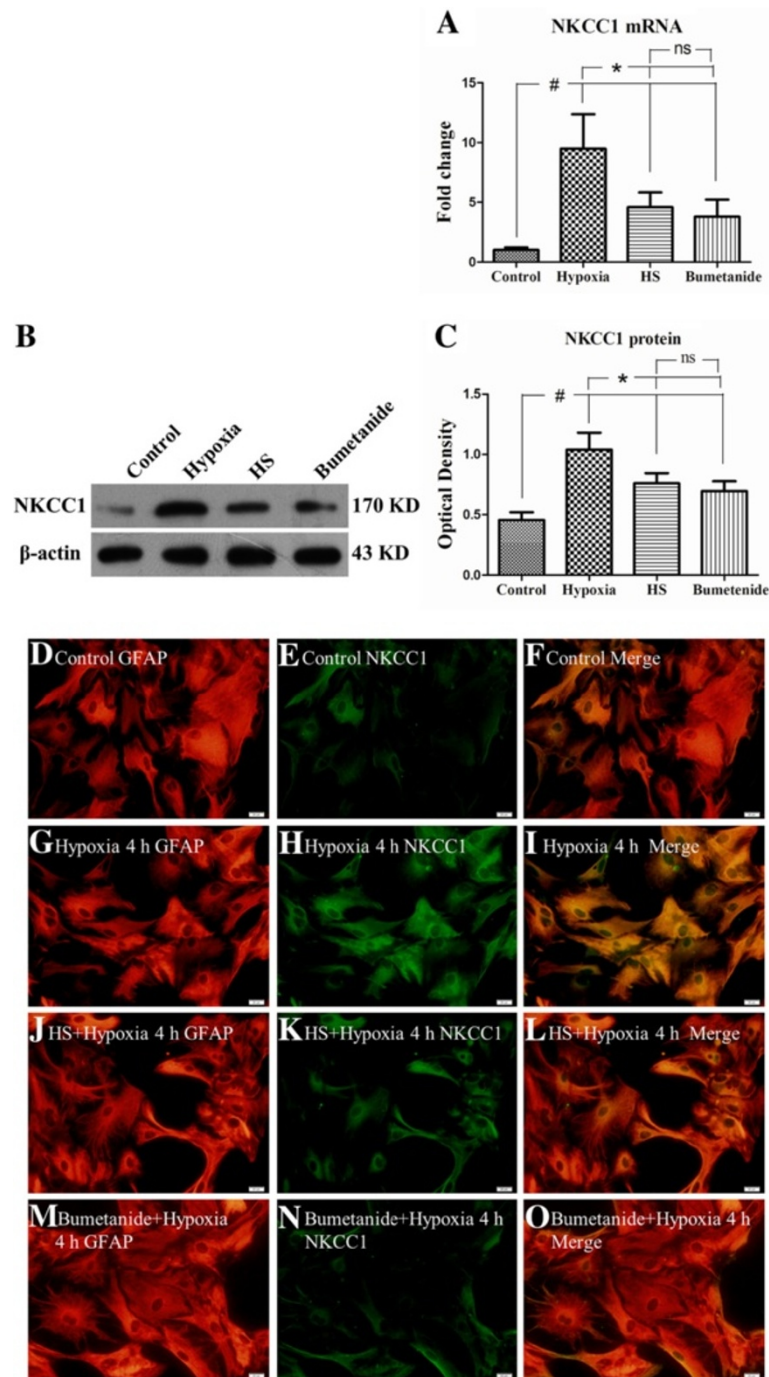 A
NKCC1 mRNA
ns
*
#
Fold change
15
10
5
0
Control Hypoxia HS Bumetanide
B
Control Hypoxia HS Bumetanide
NKCC1 170 KD
β-actin 43 KD
C
NKCC1 protein
ns
*
#
Optical Density
1.5
1.0
0.5
0.0
Control Hypoxia HS Bumetenide
D Control GFAP
E Control NKCC1
F Control Merge
G Hypoxia 4 h GFAP
H Hypoxia 4 h NKCC1
I Hypoxia 4 h Merge
J HS+Hypoxia 4 h GFAP
K HS+Hypoxia 4 h NKCC1
L HS+Hypoxia 4 h Merge
M Bumetanide+Hypoxia
4 h GFAP
N Bumetanide+Hypoxia 4 h
NKCC1
O Bumetanide+Hypoxia 4 h
Merge